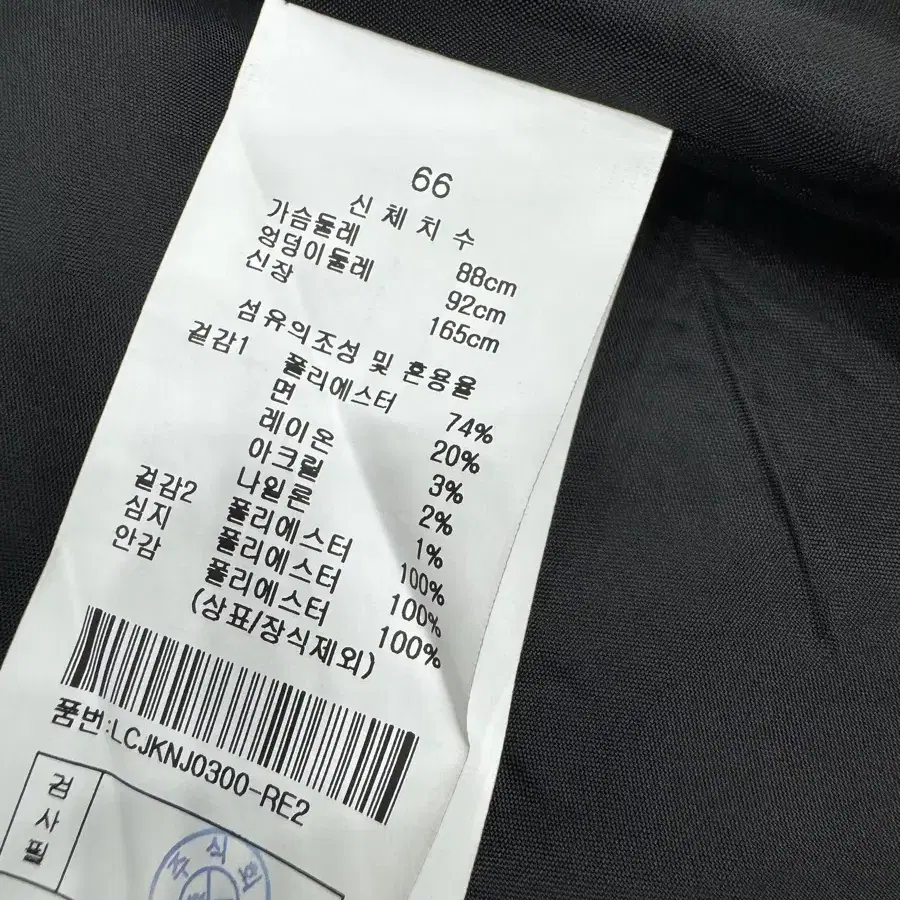 66
신체치수
가슴둘레 88cm
엉덩이둘레 92cm
신장 165cm
섬유의조성 및 혼용율
겉감1 폴리에스터 74%
면 20%
레이온 3%
아크릴 2%
나일론 1%
겉감2 폴리에스터 100%
심지 폴리에스터 100%
안감 폴리에스터 100%
(상표/장식제외)
품번:LCJKNJ0300-RE2
검사필
주식회